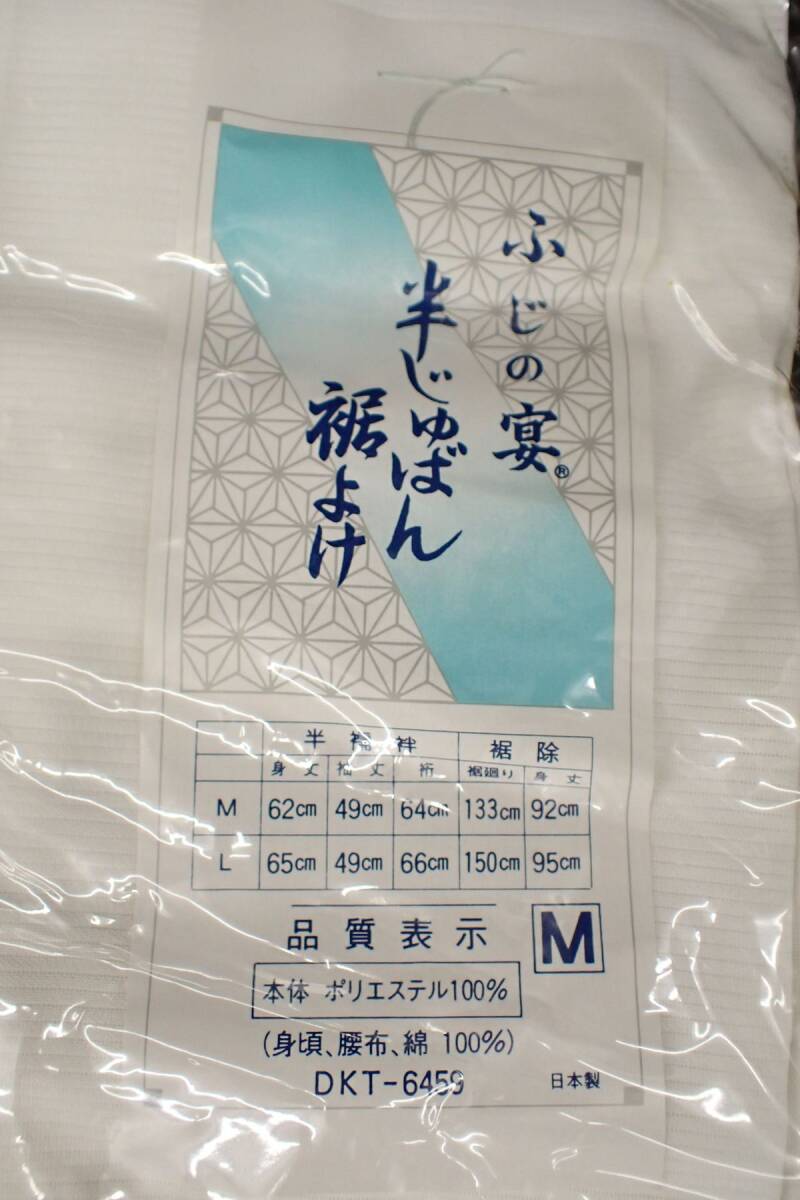 ふじの宴®
半じゅばん
裾よけ
半襦袢 裾除
身丈 袖丈 裄 裾廻り 身丈
M 62cm 49cm 64cm 133cm 92cm
L 65cm 49cm 66cm 150cm 95cm
品質表示 M
本体 ポリエステル100%
(身頃、腰布、綿 100%)
DKT-6459 日本製